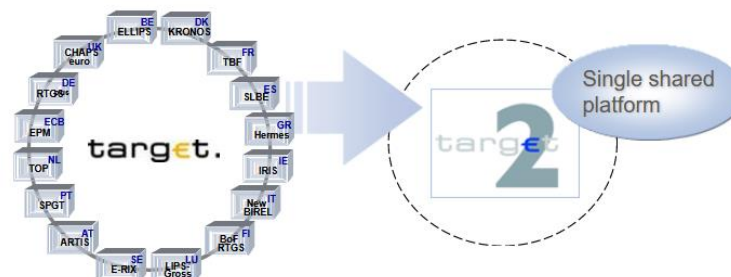 BE
ELLIPS
DK
KRONOS
FR
TBF
ES
SLBE
GR
Hermes
IE
IRIS
IT
New
BIREL
FI
BoF
RTGS
LU
LIPS-
Gross
SE
E-RIX
AT
ARTIS
PT
SPGT
NL
TOP
ECB
EPM
DE
RTGSplus
UK
CHAPS
euro
target.
target
2
Single shared
platform